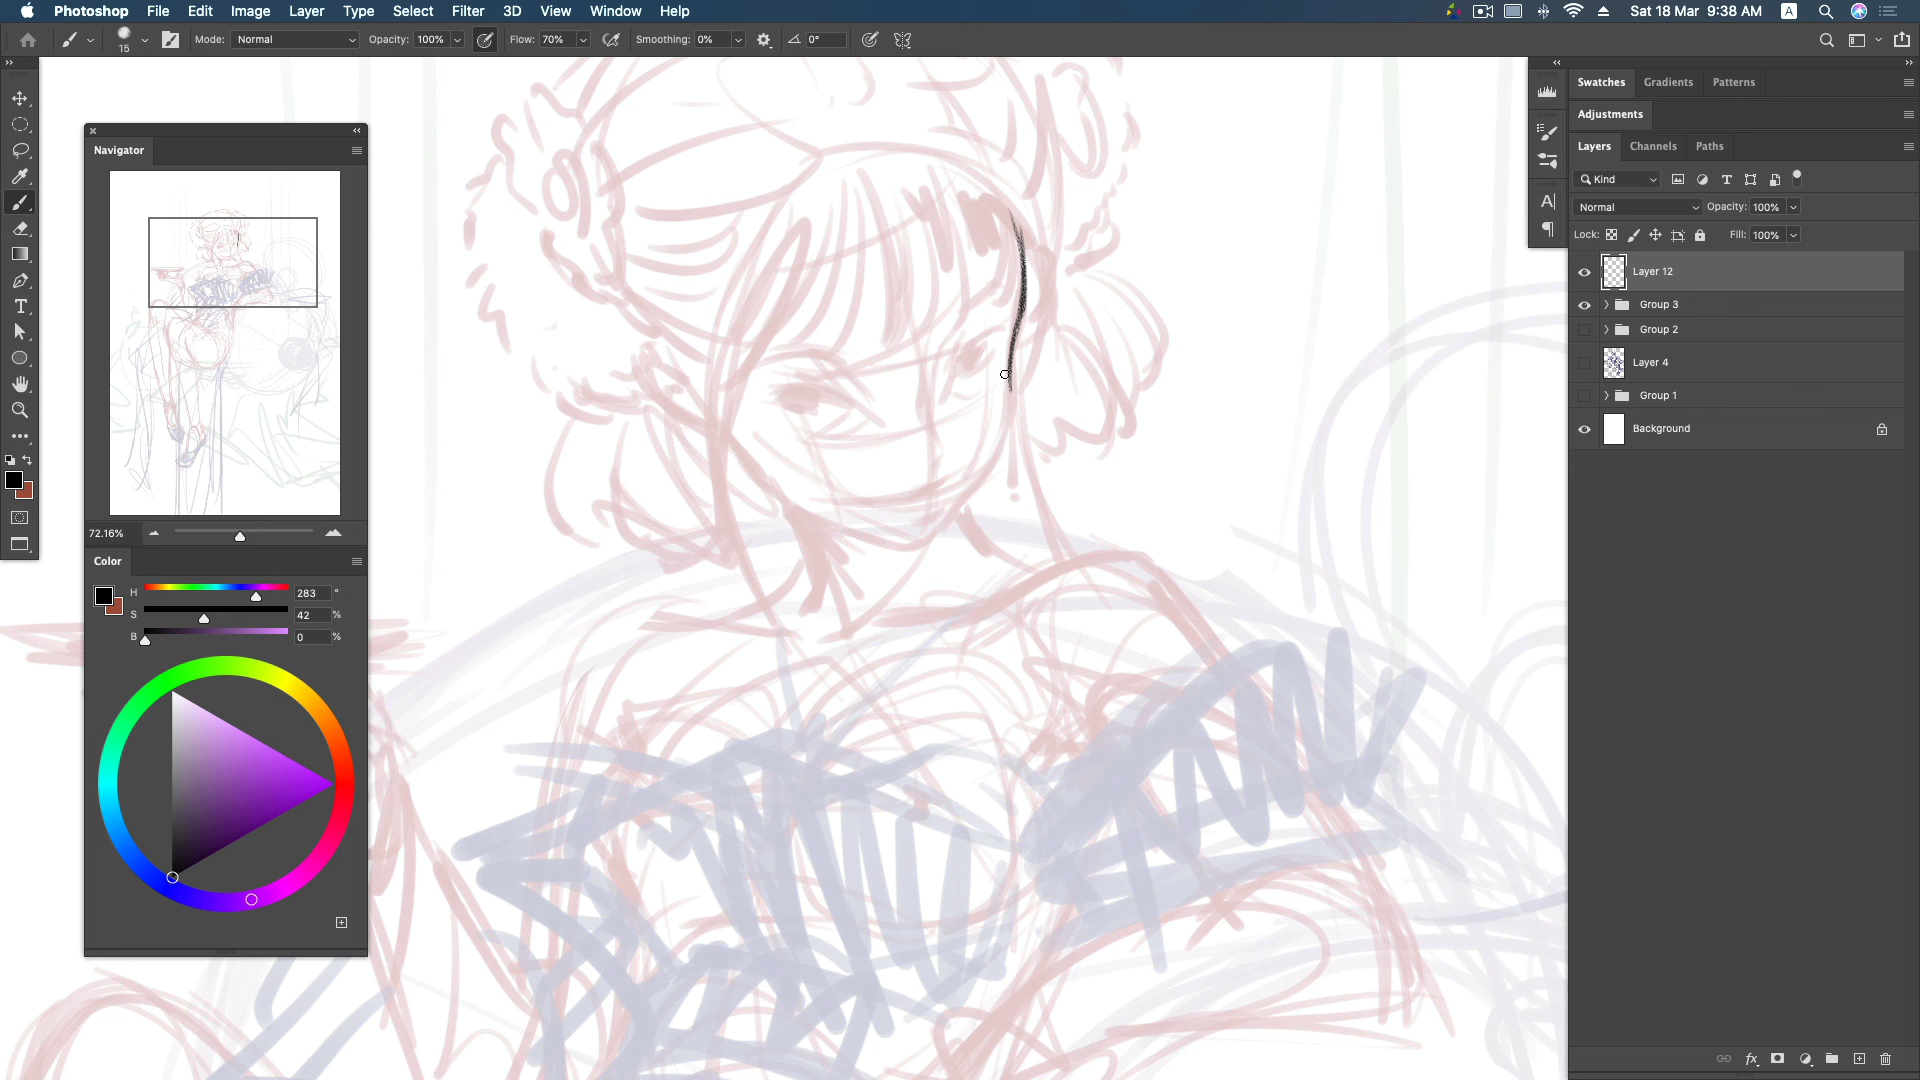 Photoshop File Edit Image Layer Type Select Filter 3D View Window Help Sat 18 Mar 9:38 AM A
15 Mode: Normal Opacity: 100% Flow: 70% Smoothing: 0% 0°
Navigator
72.16%
Color
H 283 °
S 42 %
B 0 %
Swatches Gradients Patterns
Adjustments
Layers Channels Paths
Kind
Normal Opacity: 100%
Lock: Fill: 100%
Layer 12
Group 3
Group 2
Layer 4
Group 1
Background